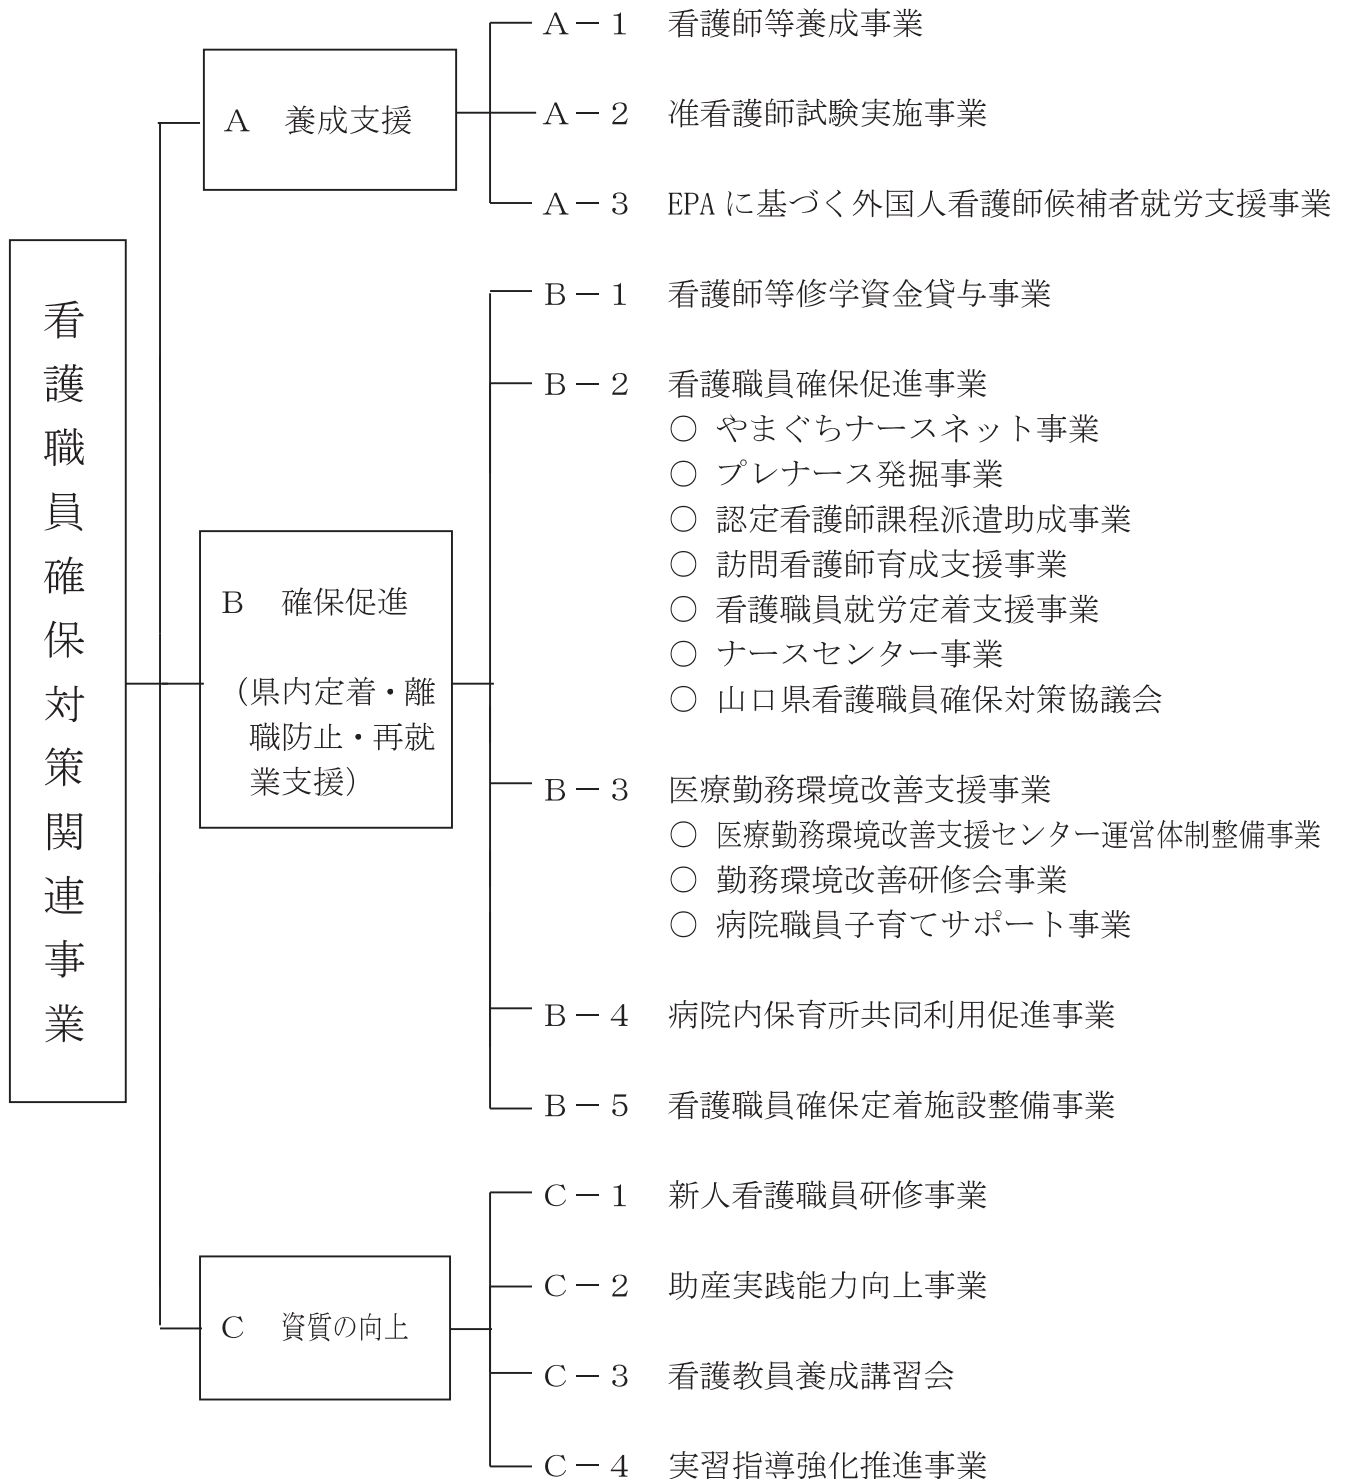 看護職員確保対策関連事業
A 養成支援
A－1 看護師等養成事業
A－2 准看護師試験実施事業
A－3 EPAに基づく外国人看護師候補者就労支援事業
B 確保促進
（県内定着・離
職防止・再就
業支援）
B－1 看護師等修学資金貸与事業
B－2 看護職員確保促進事業
○ やまぐちナースネット事業
○ プレナース発掘事業
○ 認定看護師課程派遣助成事業
○ 訪問看護師育成支援事業
○ 看護職員就労定着支援事業
○ ナースセンター事業
○ 山口県看護職員確保対策協議会
B－3 医療勤務環境改善支援事業
○ 医療勤務環境改善支援センター運営体制整備事業
○ 勤務環境改善研修会事業
○ 病院職員子育てサポート事業
B－4 病院内保育所共同利用促進事業
B－5 看護職員確保定着施設整備事業
C 資質の向上
C－1 新人看護職員研修事業
C－2 助産実践能力向上事業
C－3 看護教員養成講習会
C－4 実習指導強化推進事業